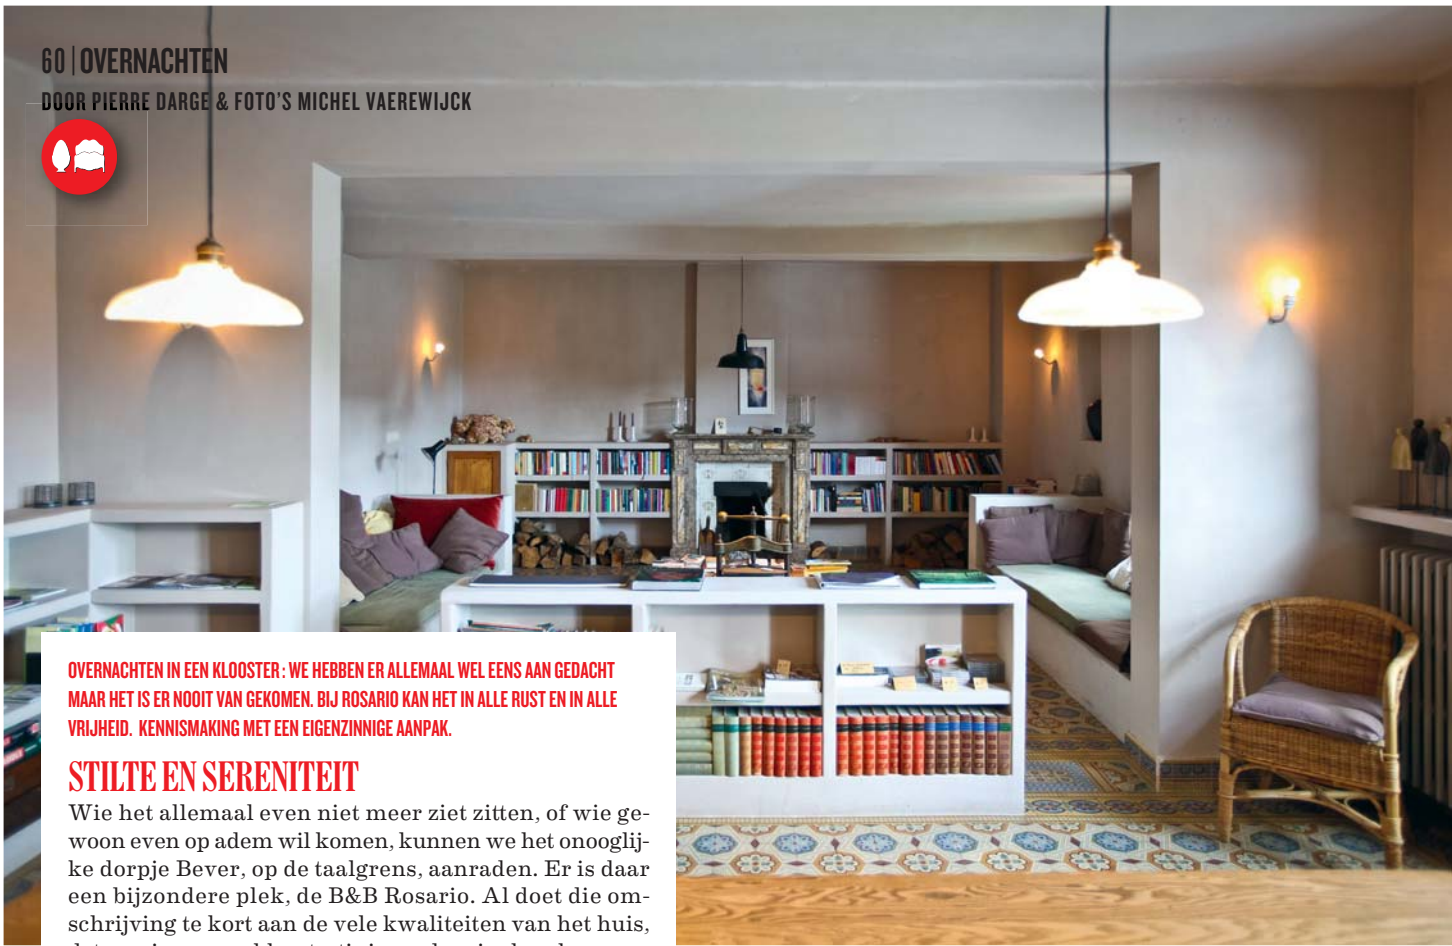 60 | OVERNACHTEN
DOOR PIERRE DARGE & FOTO'S MICHEL VAEREWIJCK
OVERNACHTEN IN EEN KLOOSTER : WE HEBBEN ER ALLEMAAL WEL EENS AAN GEDACHT
MAAR HET IS ER NOOIT VAN GEKOMEN. BIJ ROSARIO KAN HET IN ALLE RUST EN IN ALLE
VRIJHEID. KENNISMAKING MET EEN EIGENZINNIGE AANPAK.
STILTE EN SERENITEIT
Wie het allemaal even niet meer ziet zitten, of wie ge-
woon even op adem wil komen, kunnen we het onooglij-
ke dorpje Bever, op de taalgrens, aanraden. Er is daar
een bijzondere plek, de B&B Rosario. Al doet die om-
schrijving te kort aan de vele kwaliteiten van het huis,